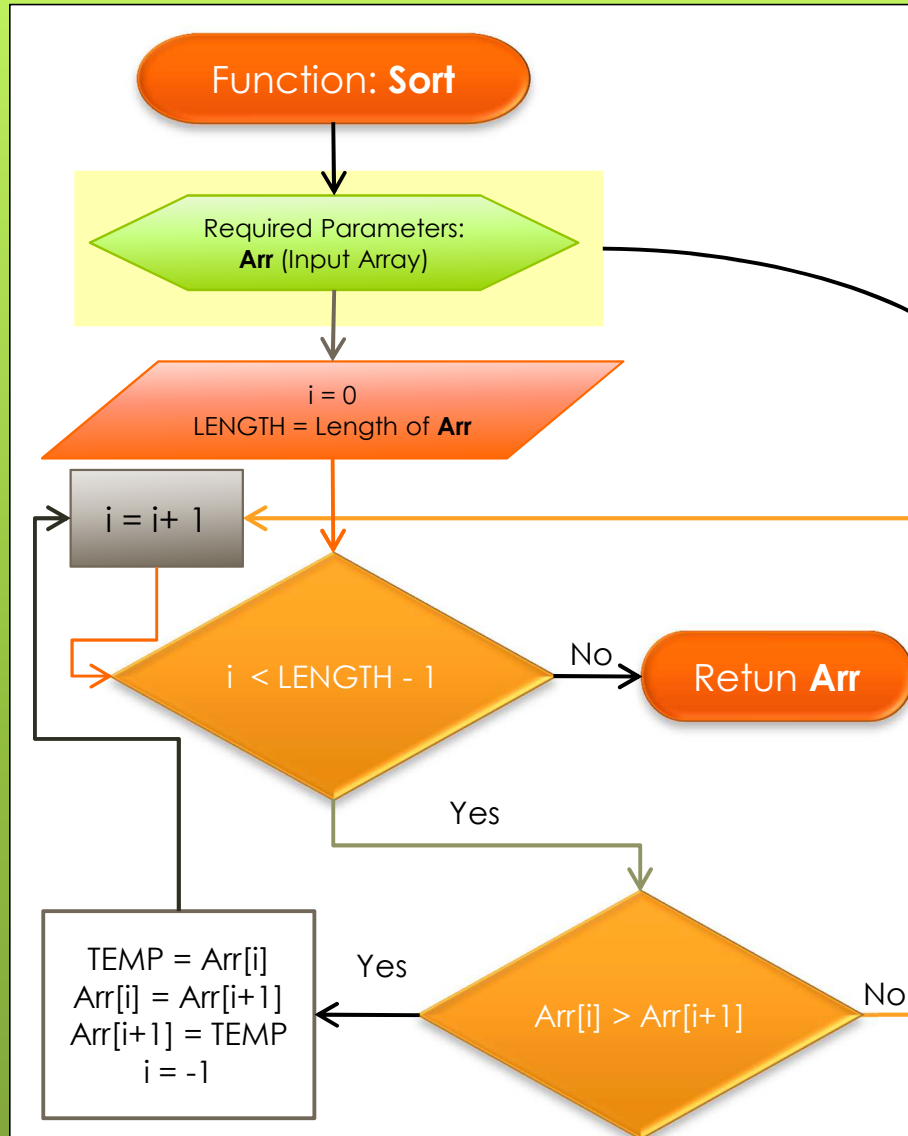 Function: Sort
Required Parameters:
Arr (Input Array)
i = 0
LENGTH = Length of Arr
i = i+ 1
i < LENGTH - 1
No
Retun Arr
Yes
TEMP = Arr[i]
Arr[i] = Arr[i+1]
Arr[i+1] = TEMP
i = -1
Yes
Arr[i] > Arr[i+1]
No